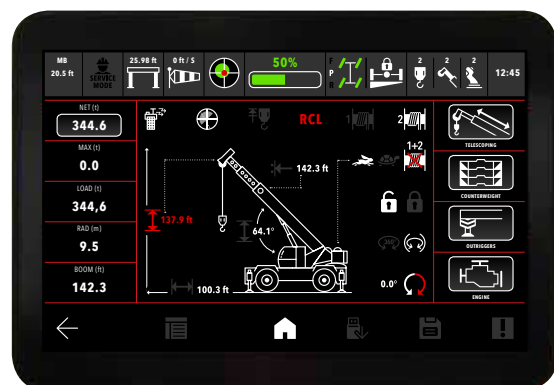 MB
20.5 ft
SERVICE
MODE
25.98 ft
0 ft / S
50%
F
P
R
2
2
2
12:45
NET (t)
344.6
MAX (t)
0.0
LOAD (t)
344,6
RAD (m)
9.5
BOOM (ft)
142.3
RCL
1
2
1+2
142.3 ft
137.9 ft
64.1°
360°
100.3 ft
0.0°
TELESCOPING
COUNTERWEIGHT
OUTRIGGERS
ENGINE